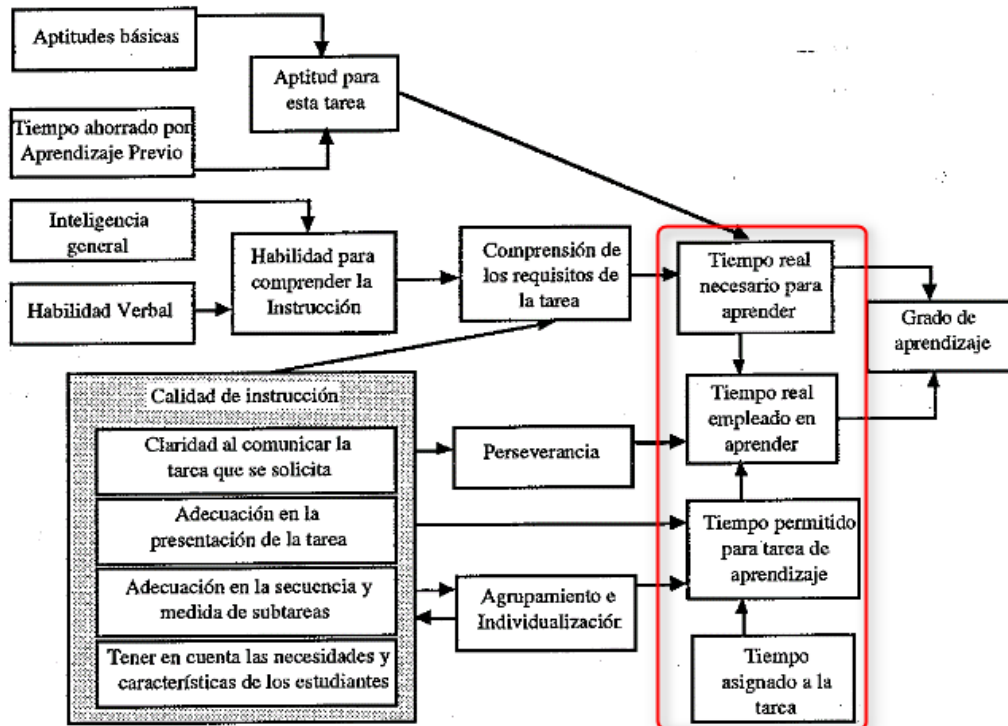 Aptitudes básicas
Aptitud para
esta tarea
Tiempo ahorrado por
Aprendizaje Previo
Inteligencia
general
Habilidad para
comprender la
Instrucción
Habilidad Verbal
Comprensión de
los requisitos de
la tarea
Tiempo real
necesario para
aprender
Grado de
aprendizaje
Calidad de instrucción
Claridad al comunicar la
tarea que se solicita
Adecuación en la
presentación de la tarea
Adecuación en la secuencia y
medida de subtareas
Tener en cuenta las necesidades y
características de los estudiantes
Perseverancia
Agrupamiento e
Individualización
Tiempo real
empleado en
aprender
Tiempo permitido
para tarea de
aprendizaje
Tiempo
asignado a la
tarea